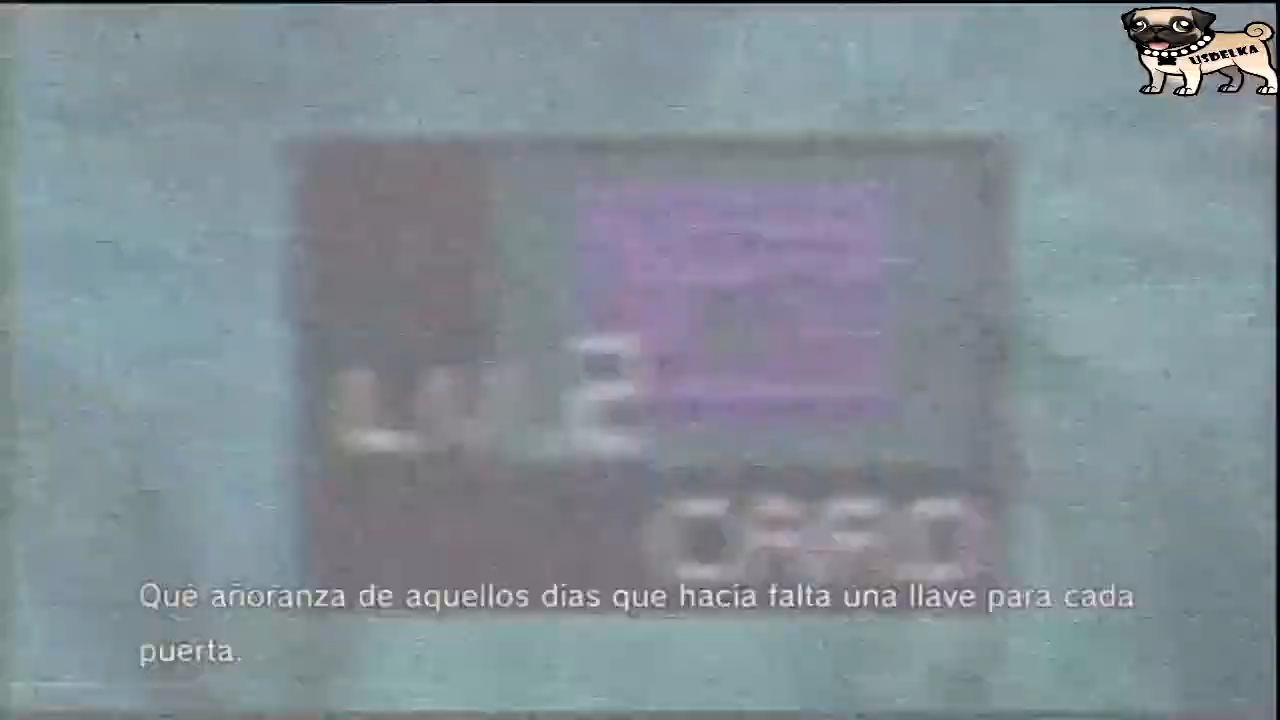 USDELKA
Qué añoranza de aquellos días que hacía falta una llave para cada
puerta.